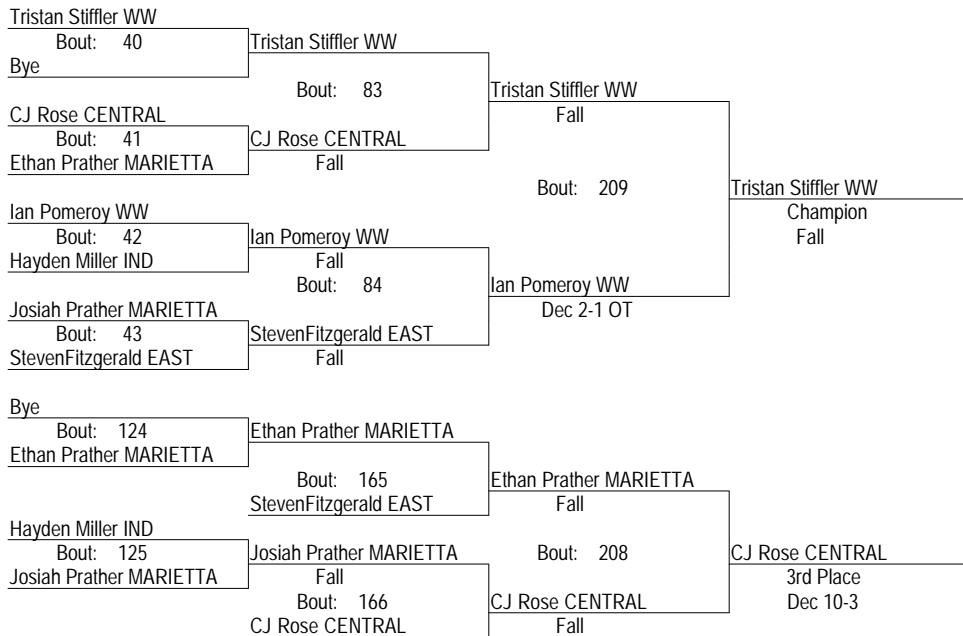 Tristan Stiffler WW
Bout: 40
Tristan Stiffler WW
Bye
Bout: 83
Tristan Stiffler WW
CJ Rose CENTRAL
Fall
Bout: 41
CJ Rose CENTRAL
Ethan Prather MARIETTA
Fall
Bout: 209
Tristan Stiffler WW
Ian Pomeroy WW
Champion
Bout: 42
Ian Pomeroy WW
Fall
Hayden Miller IND
Fall
Bout: 84
Ian Pomeroy WW
Josiah Prather MARIETTA
Dec 2-1 OT
Bout: 43
StevenFitzgerald EAST
StevenFitzgerald EAST
Fall
Bye
Bout: 124
Ethan Prather MARIETTA
Ethan Prather MARIETTA
Bout: 165
Ethan Prather MARIETTA
StevenFitzgerald EAST
Fall
Hayden Miller IND
Bout: 125
Josiah Prather MARIETTA
Bout: 208
CJ Rose CENTRAL
Josiah Prather MARIETTA
Fall
3rd Place
Bout: 166
CJ Rose CENTRAL
Dec 10-3
CJ Rose CENTRAL
Fall